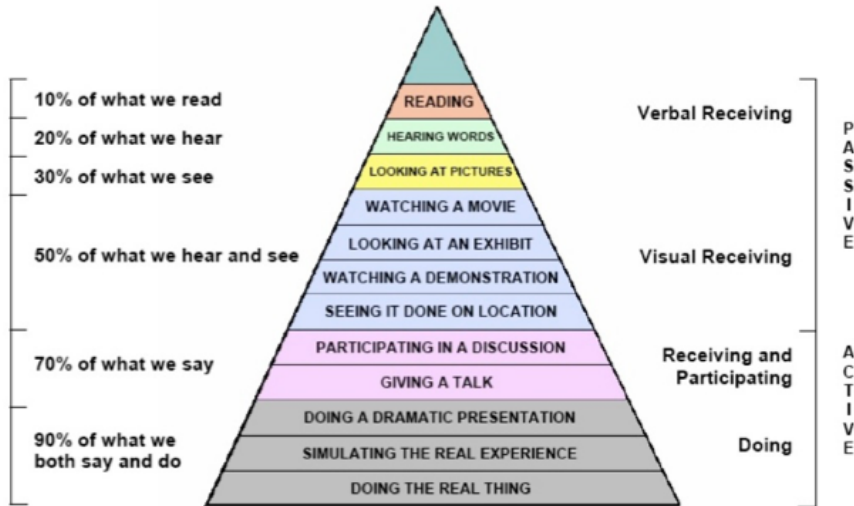 10% of what we read
20% of what we hear
30% of what we see
50% of what we hear and see
70% of what we say
90% of what we
both say and do
READING
HEARING WORDS
LOOKING AT PICTURES
WATCHING A MOVIE
LOOKING AT AN EXHIBIT
WATCHING A DEMONSTRATION
SEEING IT DONE ON LOCATION
PARTICIPATING IN A DISCUSSION
GIVING A TALK
DOING A DRAMATIC PRESENTATION
SIMULATING THE REAL EXPERIENCE
DOING THE REAL THING
Verbal Receiving
Visual Receiving
Receiving and
Participating
Doing
PASSIVE
ACTIVE